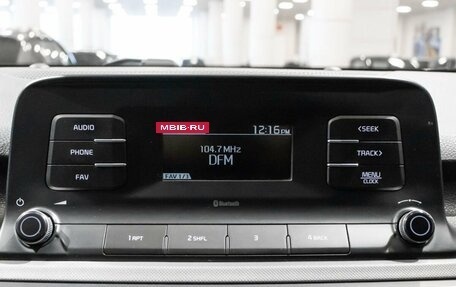 AUDIO
PHONE
FAV
MBIB.RU
12:16 PM
104.7 MHz
DFM
FAV 1/1
Bluetooth
<SEEK
TRACK>
MENU
CLOCK
1 RPT
2 SHFL
3
4 BACK